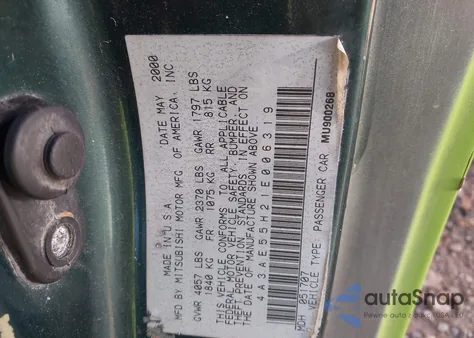 MADE IN U.S.A. DATE MAY 2000
MFG BY MITSUBISHI MOTOR MFG OF AMERICA, INC
GVWR 4057 LBS GAWR 2370 LBS GAWR 1797 LBS
1840 KG FR 1075 KG RR 815 KG
THIS VEHICLE CONFORMS TO ALL APPLICABLE
FEDERAL MOTOR VEHICLE SAFETY, BUMPER, AND
THEFT PREVENTION STANDARDS IN EFFECT ON
THE DATE OF MANUFACTURE SHOWN ABOVE
4A3AE55H21E006319
MDH 051707 PASSENGER CAR MU900268
VEHICLE TYPE:
autoSnap